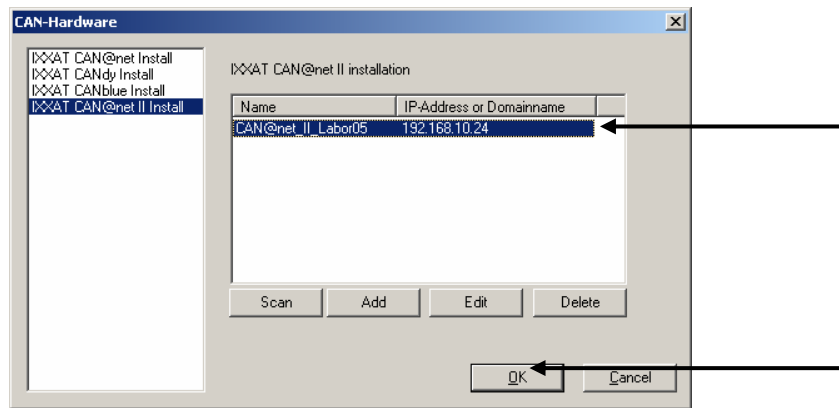 CAN-Hardware
IXXAT CAN@net Install
IXXAT CANdy Install
IXXAT CANblue Install
IXXAT CAN@net II Install
IXXAT CAN@net II installation
Name IP-Address or Domainname
CAN@net_II_Labor05 192.168.10.24
Scan Add Edit Delete
OK Cancel